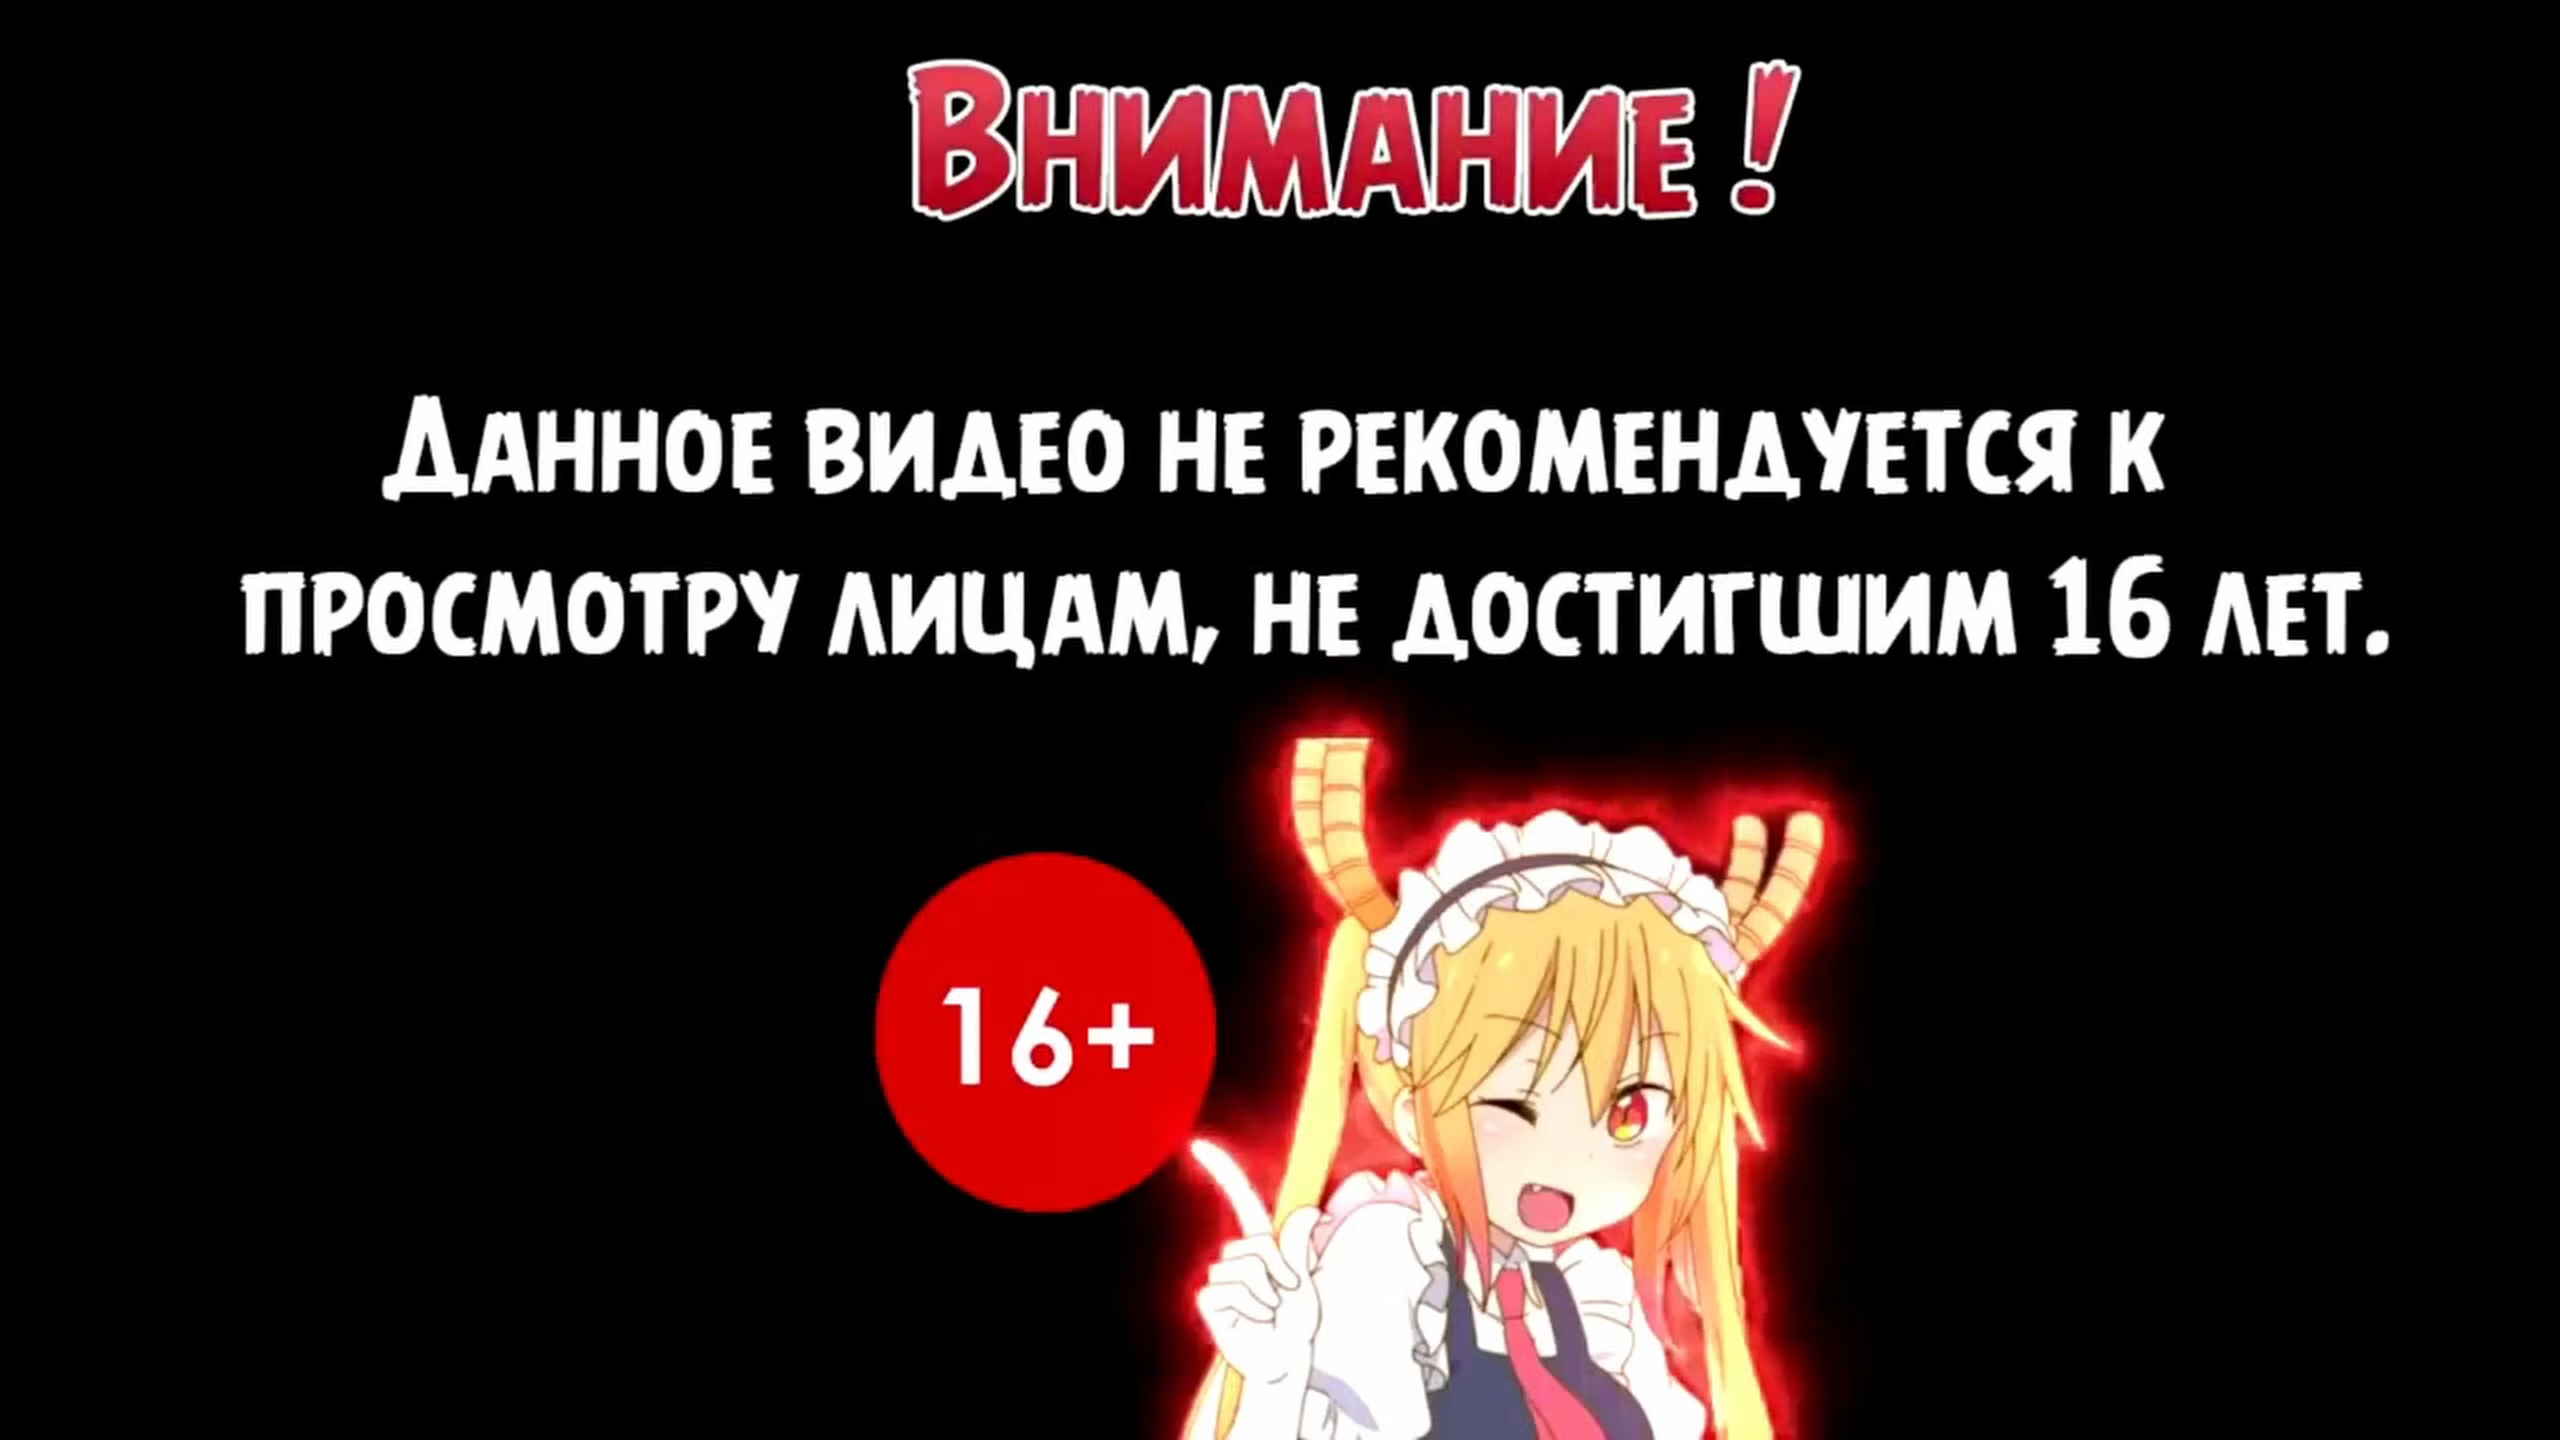 Внимание !
Данное видео не рекомендуется к
просмотру лицам, не достигшим 16 лет.
16+